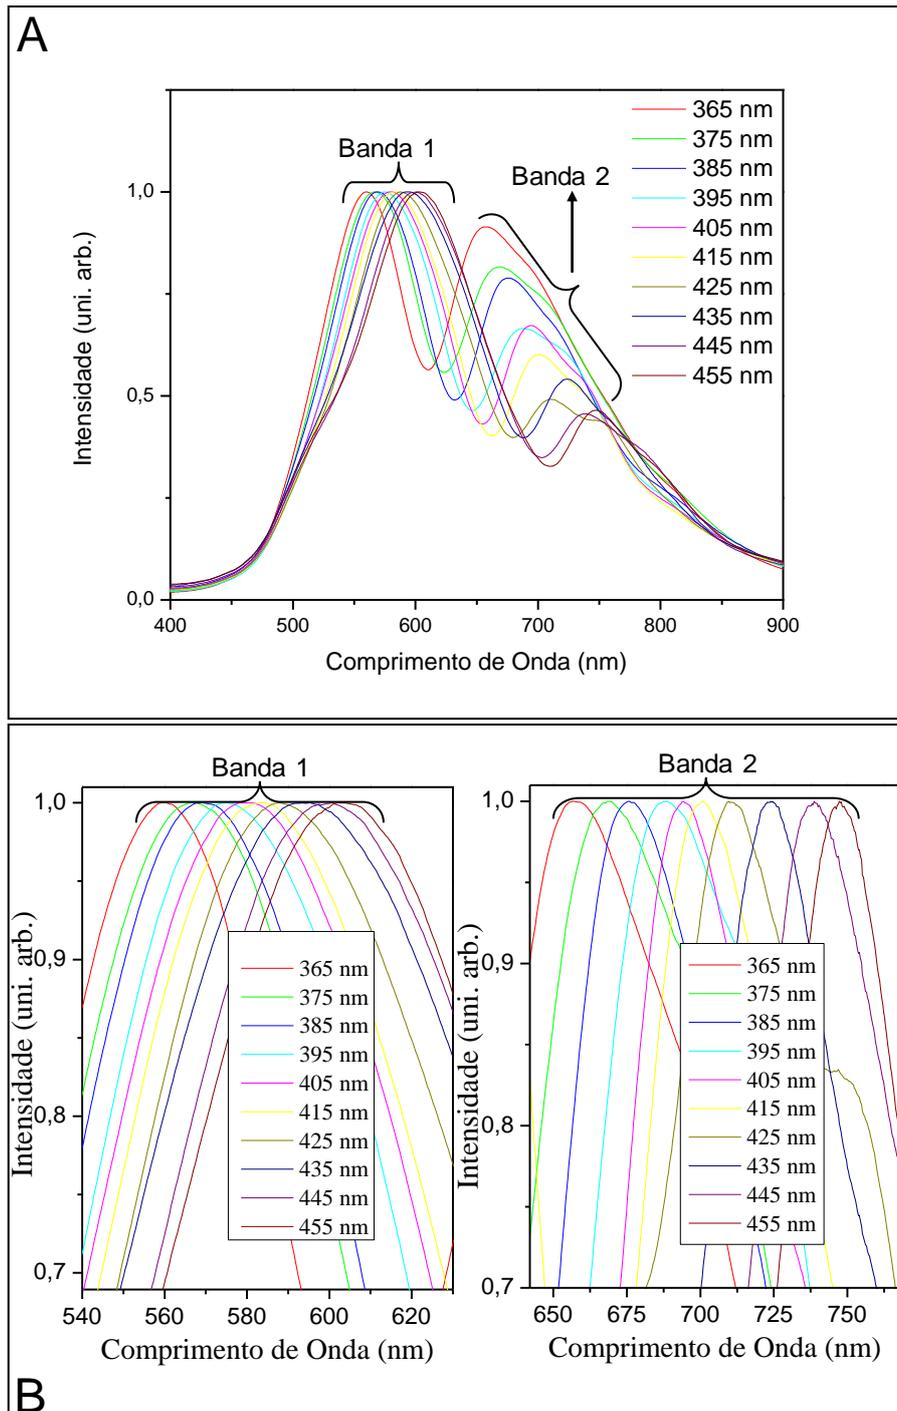 A
Banda 1
Banda 2
365 nm
375 nm
385 nm
395 nm
405 nm
415 nm
425 nm
435 nm
445 nm
455 nm
1,0
0,5
0,0
Intensidade (uni. arb.)
400 500 600 700 800 900
Comprimento de Onda (nm)
Banda 1
1,0
0,9
0,8
0,7
Intensidade (uni. arb.)
365 nm
375 nm
385 nm
395 nm
405 nm
415 nm
425 nm
435 nm
445 nm
455 nm
540 560 580 600 620
Comprimento de Onda (nm)
Banda 2
1,0
0,9
0,8
0,7
Intensidade (uni. arb.)
365 nm
375 nm
385 nm
395 nm
405 nm
415 nm
425 nm
435 nm
445 nm
455 nm
650 675 700 725 750
Comprimento de Onda (nm)
B